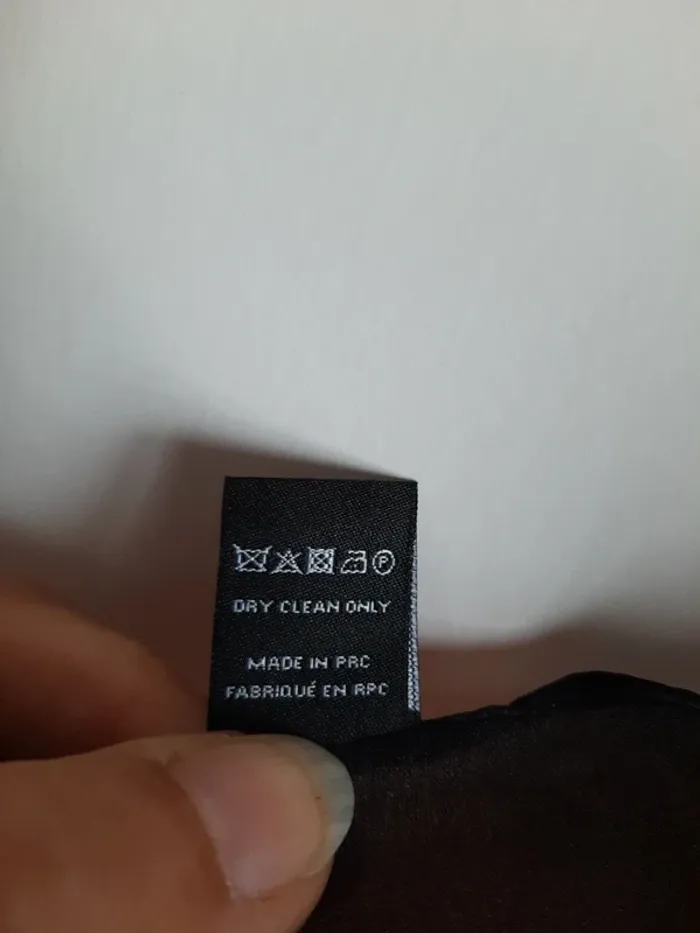 P
DRY CLEAN ONLY
MADE IN PRC
FABRIQUÉ EN RPC